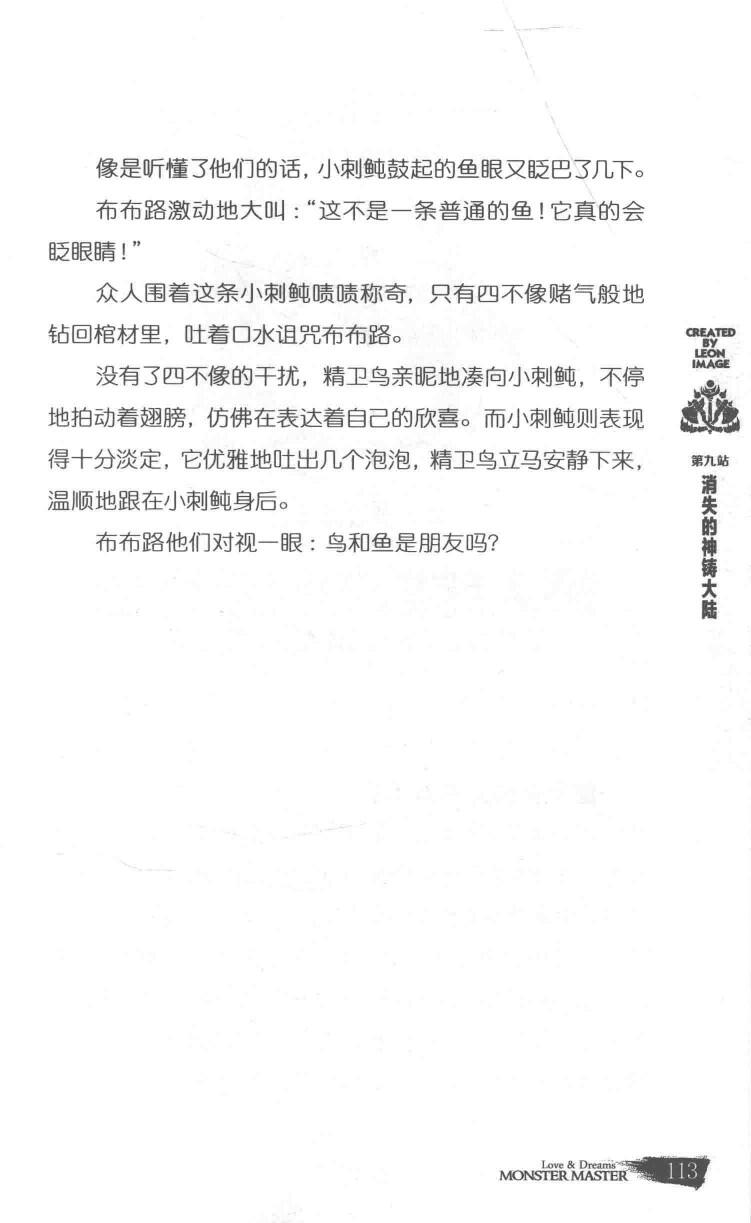 像是听懂了他们的话，小刺鲀鼓起的鱼眼又眨巴了几下。
布布路激动地大叫：“这不是一条普通的鱼！它真的会
眨眼睛！”
众人围着这条小刺鲀啧啧称奇，只有四不像赌气般地
钻回棺材里，吐着口水诅咒布布路。
没有了四不像的干扰，精卫鸟亲昵地凑向小刺鲀，不停
地拍动着翅膀，仿佛在表达着自己的欣喜。而小刺鲀则表现
得十分淡定，它优雅地吐出几个泡泡，精卫鸟立马安静下来，
温顺地跟在小刺鲀身后。
布布路他们对视一眼：鸟和鱼是朋友吗？
CREATED
BY
LEON
IMAGE
第九站
消失的神铸大陆
Love & Dreams
MONSTER MASTER
113